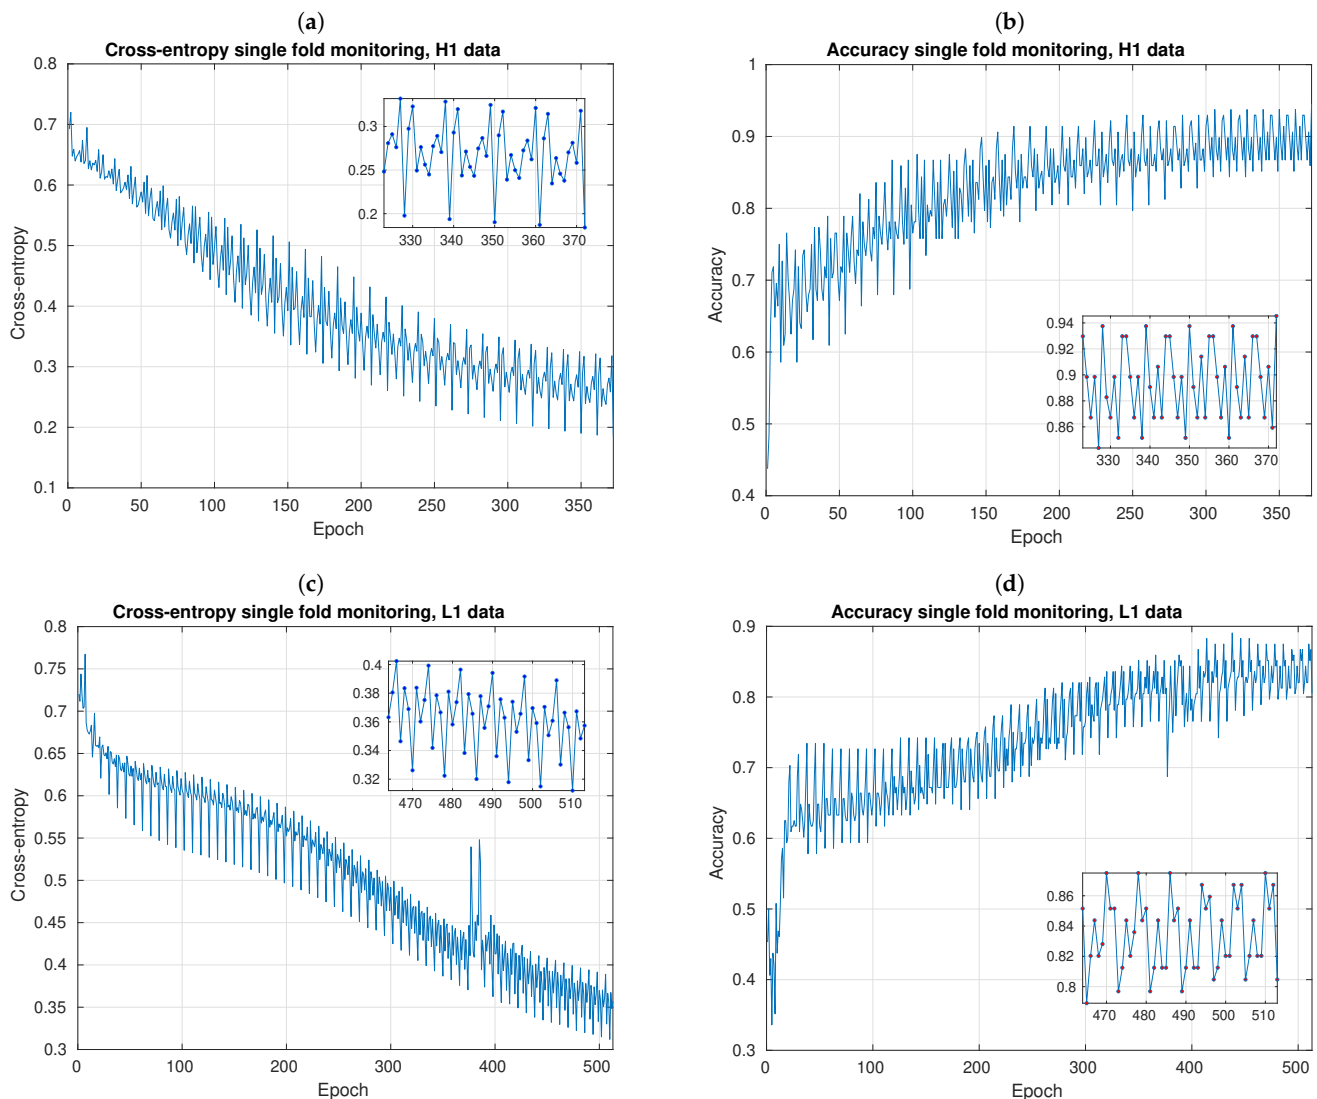 (a)
Cross-entropy single fold monitoring, H1 data
0.8
0.7
0.6
0.5
0.4
0.3
0.2
0.1
Cross-entropy
0 50 100 150 200 250 300 350
Epoch
0.3
0.25
0.2
330 340 350 360 370
(b)
Accuracy single fold monitoring, H1 data
1
0.9
0.8
0.7
0.6
0.5
0.4
Accuracy
0 50 100 150 200 250 300 350
Epoch
0.94
0.92
0.9
0.88
0.86
330 340 350 360 370
(c)
Cross-entropy single fold monitoring, L1 data
0.8
0.75
0.7
0.65
0.6
0.55
0.5
0.45
0.4
0.35
0.3
Cross-entropy
0 100 200 300 400 500
Epoch
0.4
0.38
0.36
0.34
0.32
470 480 490 500 510
(d)
Accuracy single fold monitoring, L1 data
0.9
0.8
0.7
0.6
0.5
0.4
0.3
Accuracy
0 100 200 300 400 500
Epoch
0.86
0.84
0.82
0.8
470 480 490 500 510